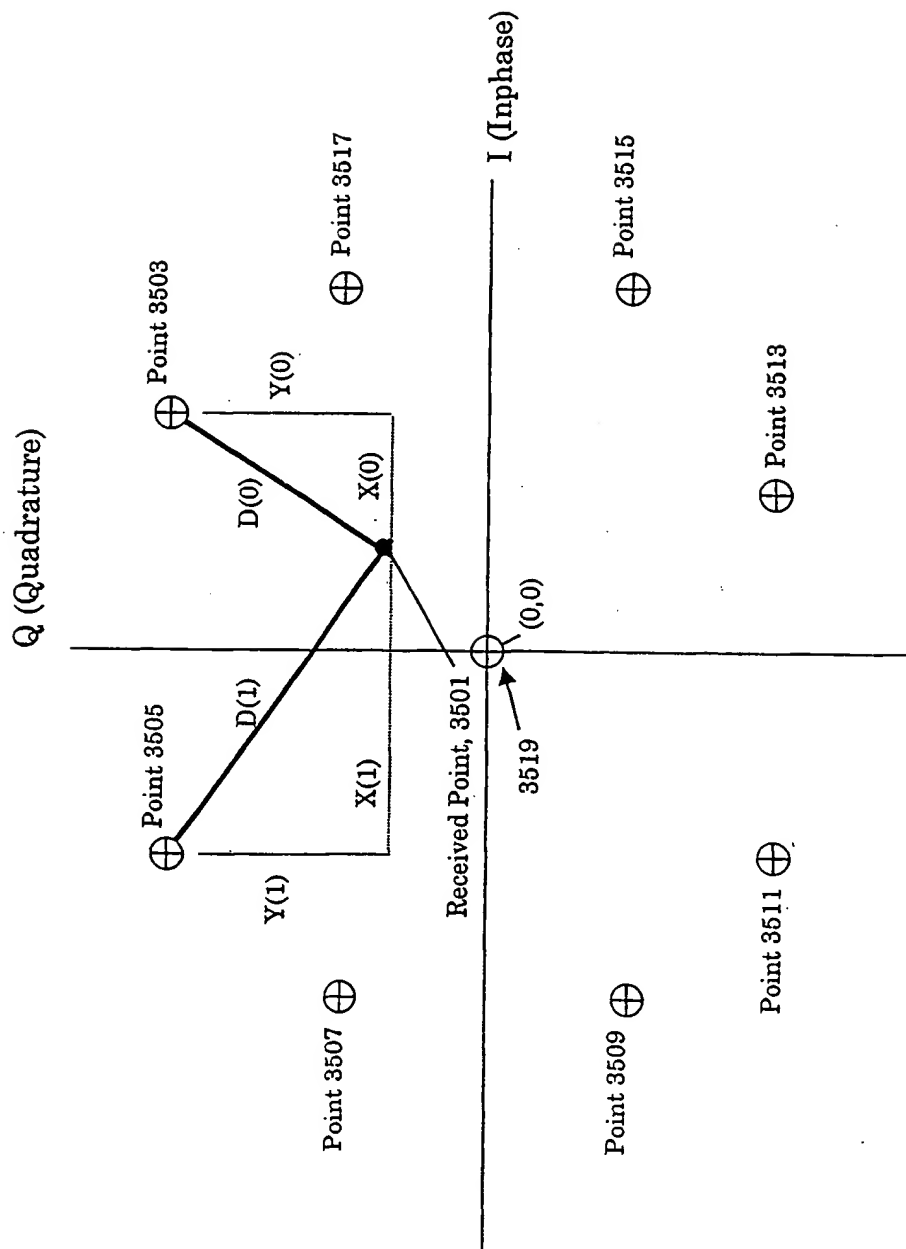 Q (Quadrature)
Point 3505
Point 3503
D(1)
D(0)
Y(1)
Y(0)
X(1)
X(0)
Point 3507
Point 3517
Received Point, 3501
I (Inphase)
(0,0)
3519
Point 3509
Point 3515
Point 3511
Point 3513